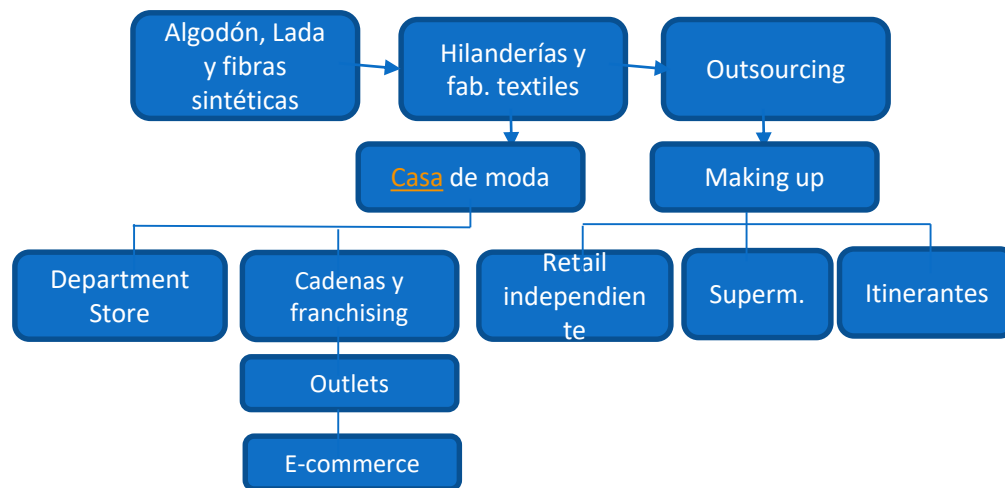 Algodón, Lada
y fibras
sintéticas
Hilanderías y
fab. textiles
Outsourcing
Casa de moda
Making up
Department
Store
Cadenas y
franchising
Retail
independien
te
Superm.
Itinerantes
Outlets
E-commerce